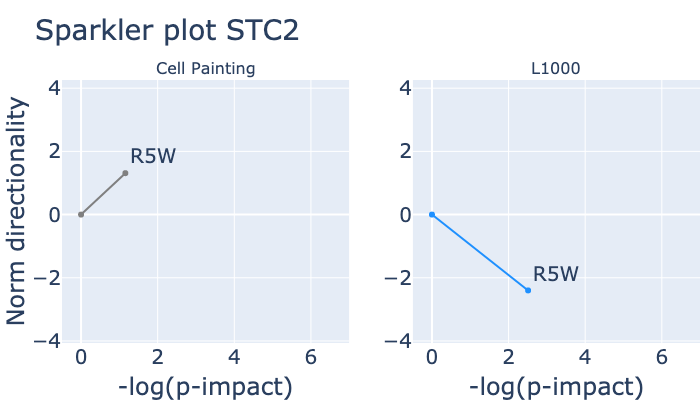 Sparkler plot STC2
Cell Painting
L1000
Norm directionality
4
2
0
−2
−4
R5W
0 2 4 6
-log(p-impact)
4
2
0
−2
−4
R5W
0 2 4 6
-log(p-impact)